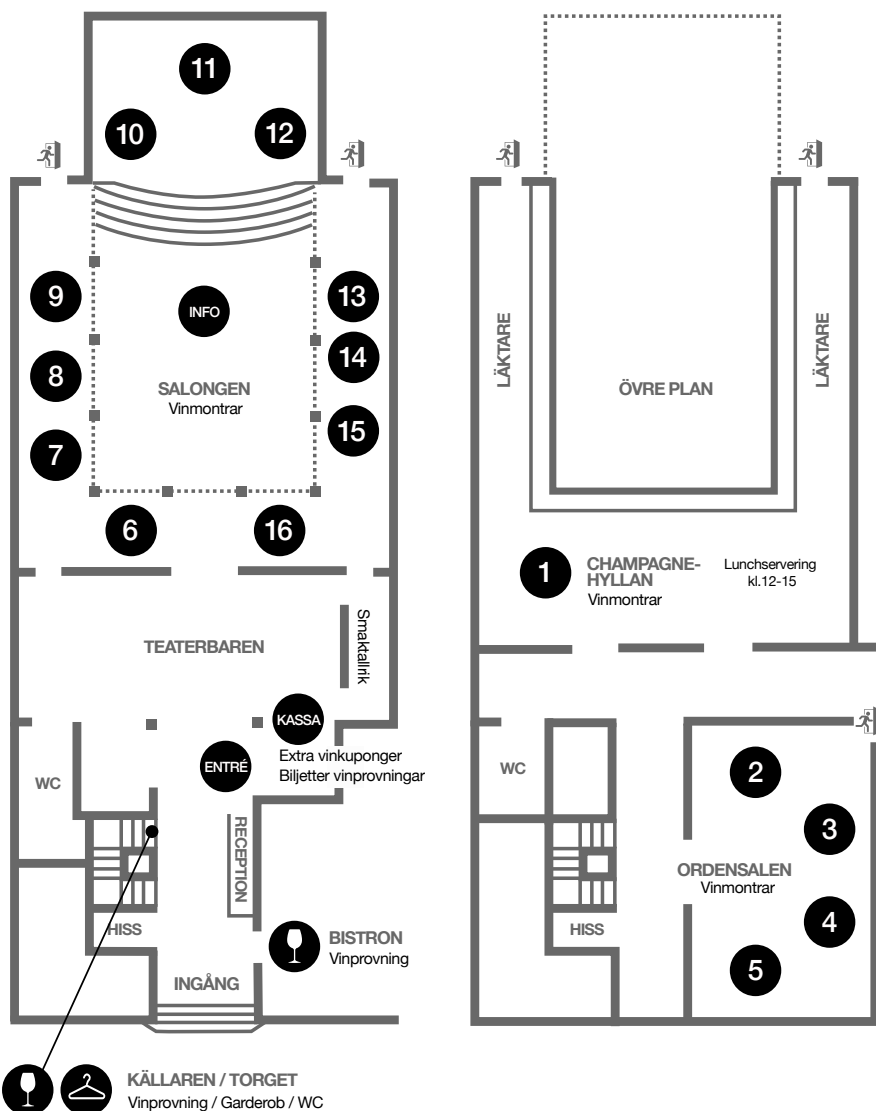 11
10
12
9
13
INFO
14
8
SALONGEN
Vinmontrar
15
7
6
16
TEATERBAREN
Smaktallrik
KASSA
Extra vinkuponger
Biljetter vinprovningar
ENTRÉ
WC
RECEPTION
HISS
BISTRON
Vinprovning
INGÅNG
KÄLLAREN / TORGET
Vinprovning / Garderob / WC
LÄKTARE
ÖVRE PLAN
LÄKTARE
1
CHAMPAGNE-
HYLLAN
Vinmontrar
Lunchservering
kl.12-15
WC
2
3
ORDENSALEN
Vinmontrar
4
HISS
5